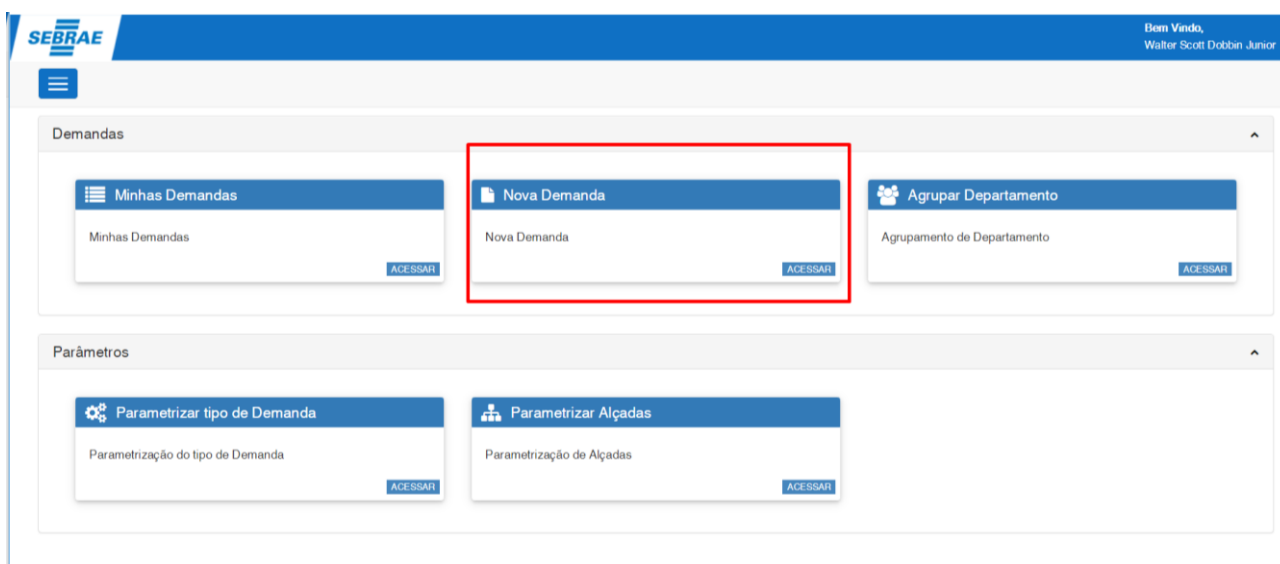 SEBRAE
Bem Vindo,
Walter Scott Dobbin Junior
Demandas
Minhas Demandas
Minhas Demandas
ACESSAR
Nova Demanda
Nova Demanda
ACESSAR
Agrupar Departamento
Agrupamento de Departamento
ACESSAR
Parâmetros
Parametrizar tipo de Demanda
Parametrização do tipo de Demanda
ACESSAR
Parametrizar Alçadas
Parametrização de Alçadas
ACESSAR